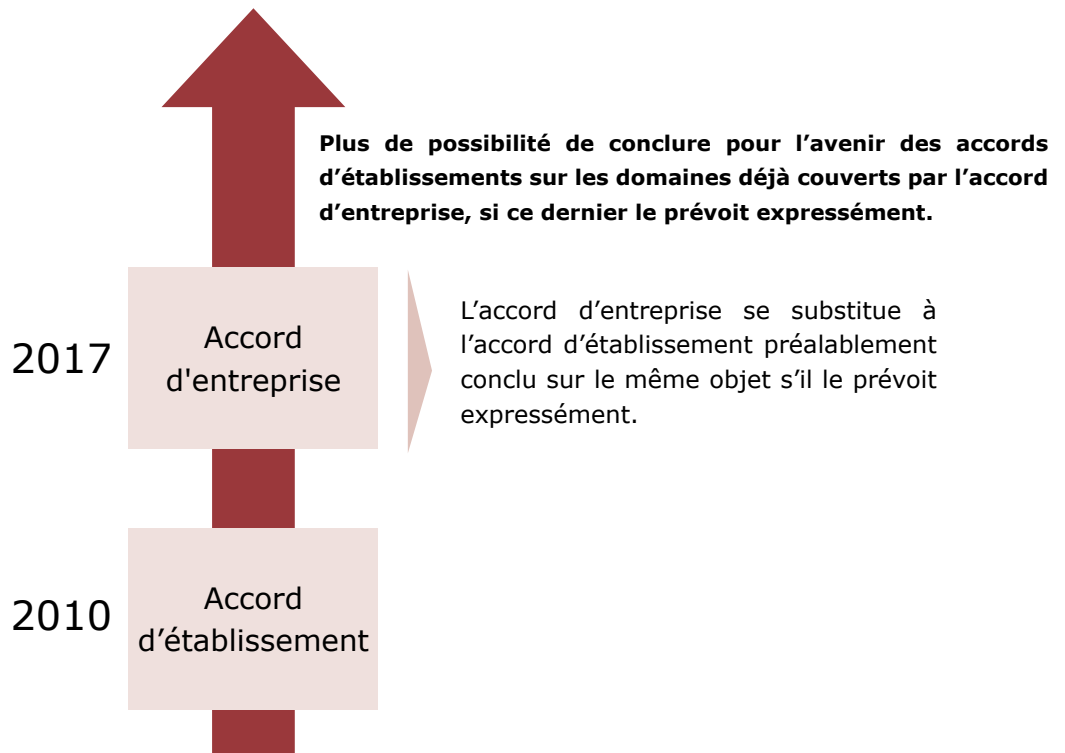 Plus de possibilité de conclure pour l’avenir des accords
d’établissements sur les domaines déjà couverts par l’accord
d’entreprise, si ce dernier le prévoit expressément.
2017
Accord
d'entreprise
L’accord d’entreprise se substitue à
l’accord d’établissement préalablement
conclu sur le même objet s’il le prévoit
expressément.
2010
Accord
d’établissement